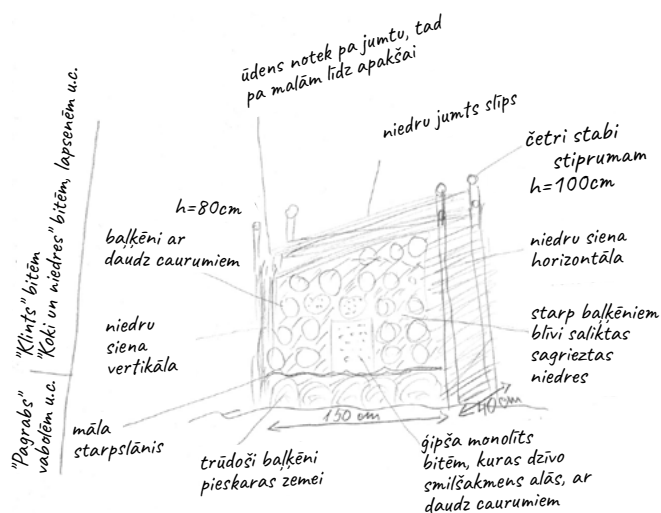 ūdens notek pa jumtu, tad
pa malām līdz apakšai
niedru jumts slīps
četri stabi
stiprumam
h=100cm
h=80cm
baļķēni ar
daudz caurumiem
niedru siena
horizontāla
niedru
siena
vertikāla
starp baļķēniem
blīvi saliktas
sagrieztas
niedres
"Klints" bitēm
"Koki un niedres" bitēm, lapsenēm u.c.
"Pagrabs"
vabolēm u.c.
māla
starpslānis
150 cm
40cm
trūdoši baļķēni
pieskaras zemei
ģipša monolīts
bitēm, kuras dzīvo
smilšakmens alās, ar
daudz caurumiem